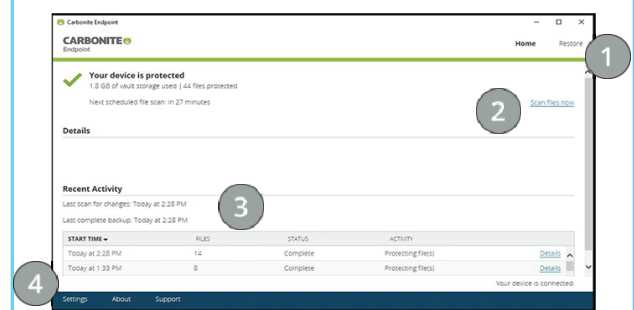 Carbonite Endpoint
CARBONITE
Endpoint
Home Restore
1
Your device is protected
1.8 GB of vault storage used | 44 files protected
Next scheduled file scan: in 27 minutes
2
Scan files now
Details
Recent Activity
Last scan for changes: Today at 2:28 PM
3
Last complete backup: Today at 2:28 PM
START TIME FILES STATUS ACTIVITY
Today at 2:28 PM 14 Complete Protecting file(s) Details
Today at 1:33 PM 8 Complete Protecting file(s) Details
4
Your device is connected
Settings About Support